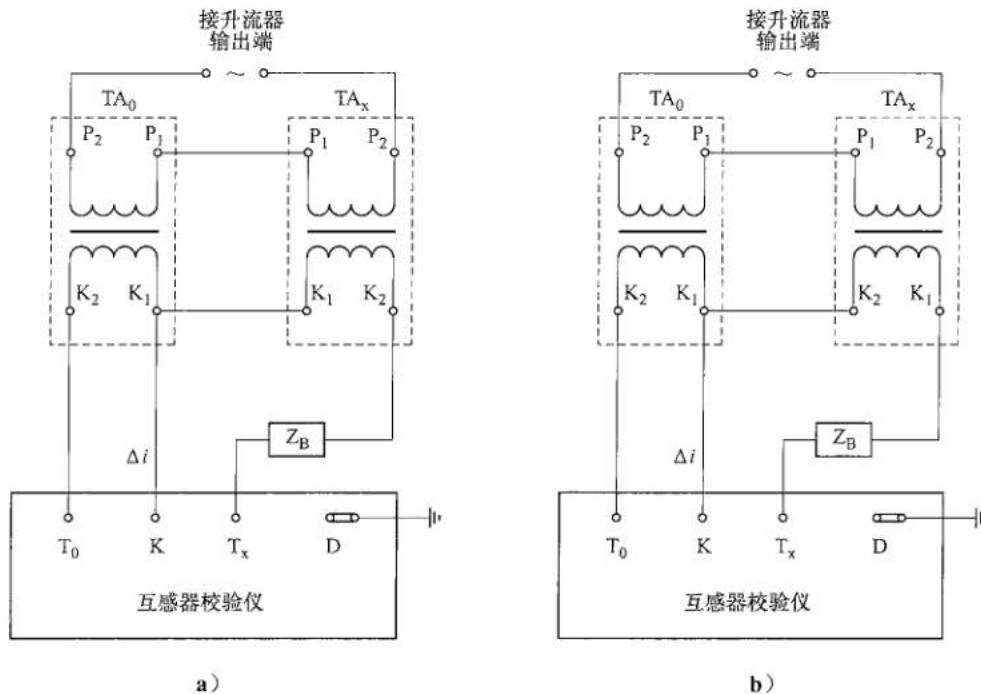 接升流器
输出端
~
TA₀
TAₓ
P₂
P₁
P₁
P₂
K₂
K₁
K₁
K₂
Z_B
Δi
T₀
K
Tₓ
D
互感器校验仪
a）
接升流器
输出端
~
TA₀
TAₓ
P₂
P₁
P₁
P₂
K₂
K₁
K₂
K₁
Z_B
Δi
T₀
K
Tₓ
D
互感器校验仪
b）